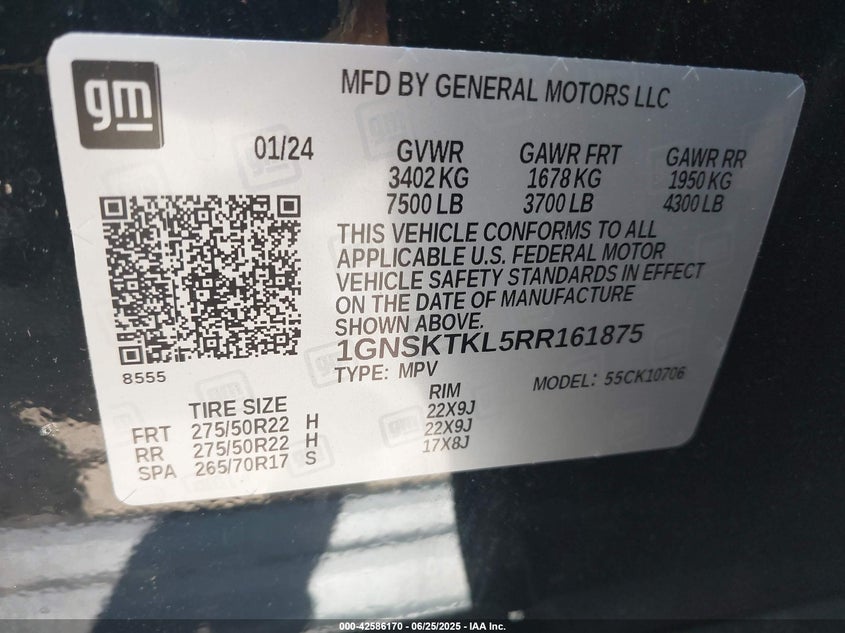 gm
MFD BY GENERAL MOTORS LLC
01/24 GVWR GAWR FRT GAWR RR
3402 KG 1678 KG 1950 KG
7500 LB 3700 LB 4300 LB
THIS VEHICLE CONFORMS TO ALL
APPLICABLE U.S. FEDERAL MOTOR
VEHICLE SAFETY STANDARDS IN EFFECT
ON THE DATE OF MANUFACTURE
SHOWN ABOVE.
1GNSKTKL5RR161875
8555
TYPE: MPV MODEL: 55CK10706
TIRE SIZE RIM
FRT 275/50R22 H 22X9J
RR 275/50R22 H 22X9J
SPA 265/70R17 S 17X8J
000-42586170 - 06/25/2025 - IAA Inc.